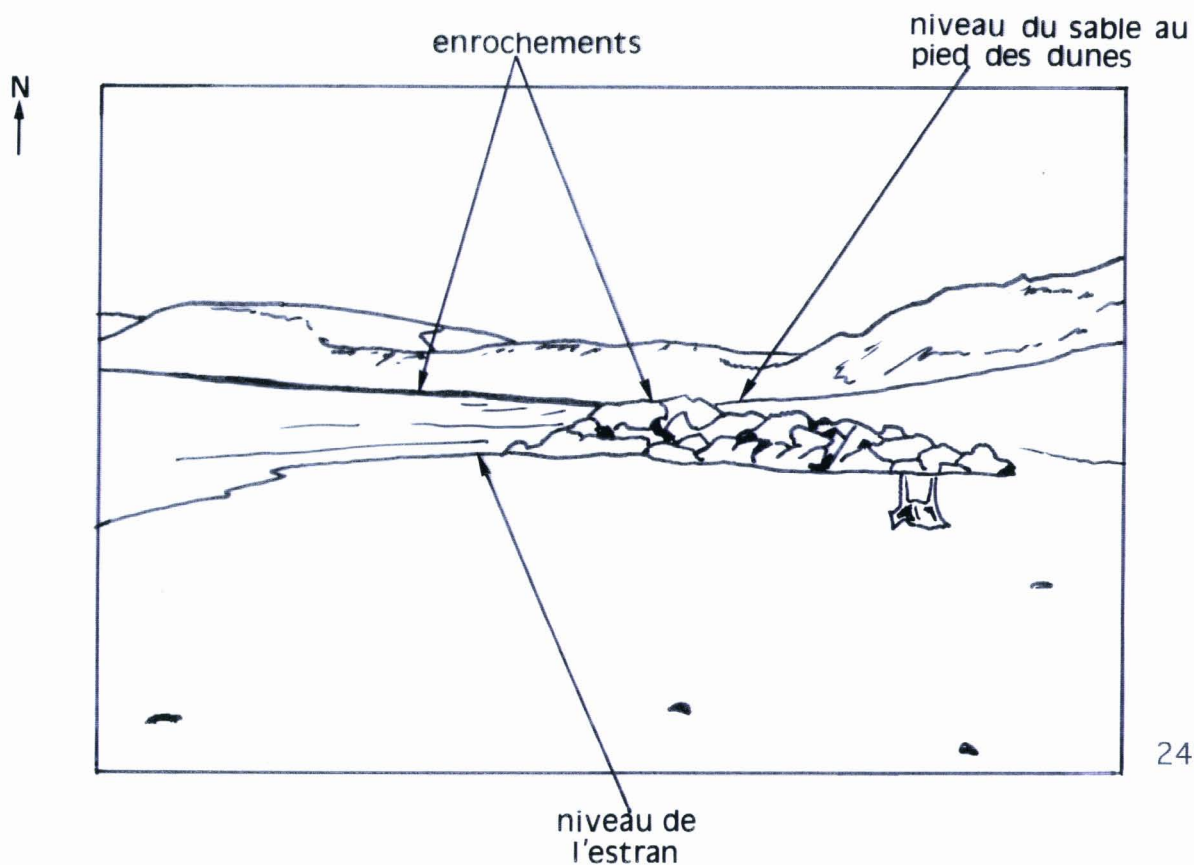 enrochements
niveau du sable au
pied des dunes
N
24
niveau de
l'estran